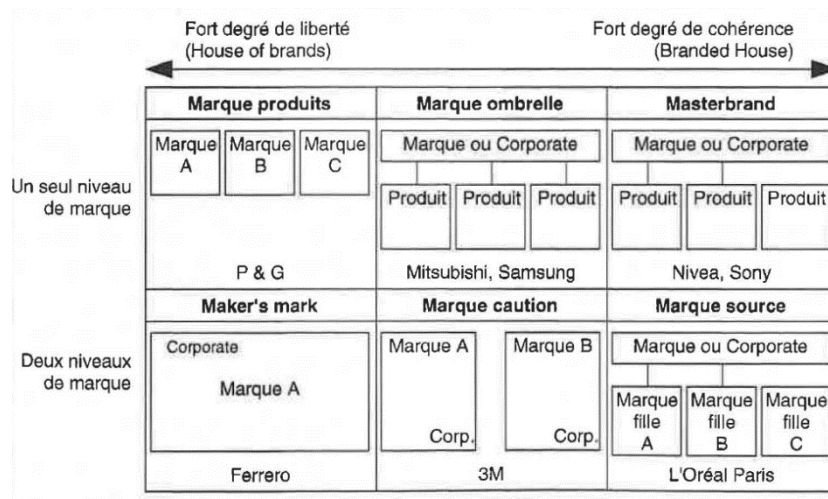 Fort degré de liberté
(House of brands)
Fort degré de cohérence
(Branded House)
Marque produits
Marque ombrelle
Masterbrand
Un seul niveau
de marque
Marque
A
Marque
B
Marque
C
P & G
Marque ou Corporate
Produit
Produit
Produit
Mitsubishi, Samsung
Marque ou Corporate
Produit
Produit
Produit
Nivea, Sony
Maker's mark
Marque caution
Marque source
Deux niveaux
de marque
Corporate
Marque A
Ferrero
Marque A
Corp.
Marque B
Corp.
3M
Marque ou Corporate
Marque
fille
A
Marque
fille
B
Marque
fille
C
L'Oréal Paris